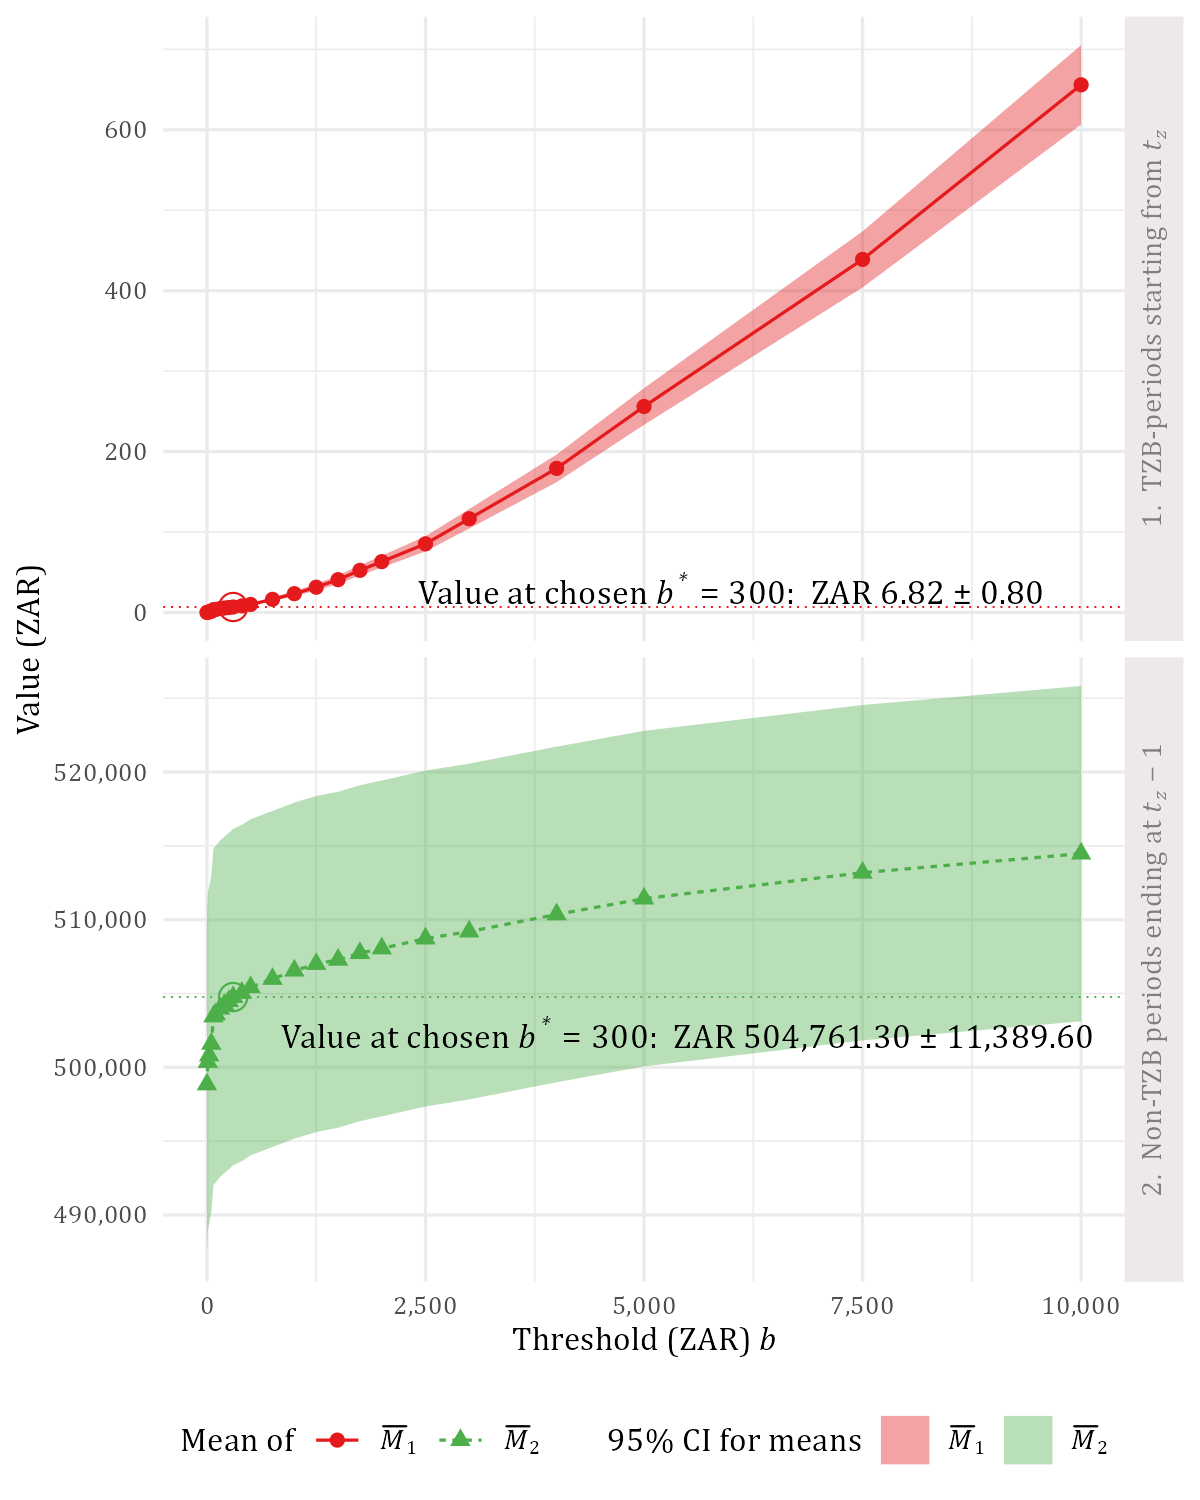 Value (ZAR)
600
400
200
0
Value at chosen b* = 300: ZAR 6.82 ± 0.80
1. TZB-periods starting from t_z
520,000
510,000
500,000
490,000
Value at chosen b* = 300: ZAR 504,761.30 ± 11,389.60
2. Non-TZB periods ending at t_z − 1
0 2,500 5,000 7,500 10,000
Threshold (ZAR) b
Mean of M̅₁ M̅₂ 95% CI for means M̅₁ M̅₂